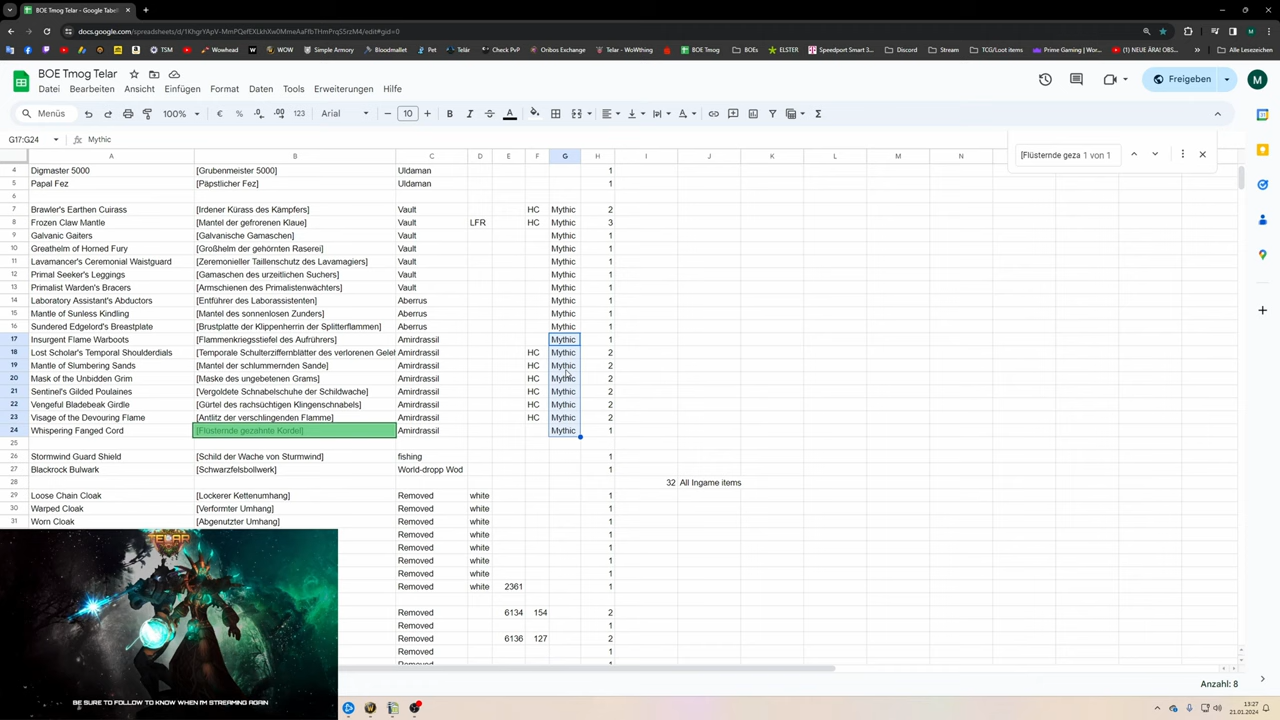 BOE Tmog Telar - Google Tabel
docs.google.com/spreadsheets/d/1KhgrYApV-MmPQefEXLkhXw0MmeAaFfbTHmPrqS5rzM4/edit#gid=0
TSM Wowhead WOW Simple Armory Bloodmallet Pet Telár Check PvP Oribos Exchange Telar - WoWthing BOE Tmog BOEs ELSTER Speedport Smart 3... Discord Stream TCG/Loot items Prime Gaming (1) NEUE ÄRA! OBS... Alle Lesezeichen
BOE Tmog Telar
Datei Bearbeiten Ansicht Einfügen Format Daten Tools Erweiterungen Hilfe
Freigeben M
Menüs 100% € % 123 Arial 10 B I A
G17:G24 fx Mythic
[Flüsternde geza 1 von 1
A B C D E F G H I J K L M N
4 Digmaster 5000 [Grubenmeister 5000] Uldaman 1
5 Papal Fez [Päpstlicher Fez] Uldaman 1
6
7 Brawler's Earthen Cuirass [Irdener Kürass des Kämpfers] Vault HC Mythic 2
8 Frozen Claw Mantle [Mantel der gefrorenen Klaue] Vault LFR HC Mythic 3
9 Galvanic Gaiters [Galvanische Gamaschen] Vault Mythic 1
10 Greathelm of Horned Fury [Großhelm der gehörnten Raserei] Vault Mythic 1
11 Lavamancer's Ceremonial Waistguard [Zeremonieller Taillenschutz des Lavamagiers] Vault Mythic 1
12 Primal Seeker's Leggings [Gamaschen des urzeitlichen Suchers] Vault Mythic 1
13 Primalist Warden's Bracers [Armschienen des Primalistenwächters] Vault Mythic 1
14 Laboratory Assistant's Abductors [Entführer des Laborassistenten] Aberrus Mythic 1
15 Mantle of Sunless Kindling [Mantel des sonnenlosen Zunders] Aberrus Mythic 1
16 Sundered Edgelord's Breastplate [Brustplatte der Klippenherrin der Splitterflammen] Aberrus Mythic 1
17 Insurgent Flame Warboots [Flammenkriegsstiefel des Aufrührers] Amirdrassil Mythic 1
18 Lost Scholar's Temporal Shoulderdials [Temporale Schulterziffernblätter des verlorenen Geleh Amirdrassil HC Mythic 2
19 Mantle of Slumbering Sands [Mantel der schlummernden Sande] Amirdrassil HC Mythic 2
20 Mask of the Unbidden Grim [Maske des ungebetenen Grams] Amirdrassil HC Mythic 2
21 Sentinel's Gilded Poulaines [Vergoldete Schnabelschuhe der Schildwache] Amirdrassil HC Mythic 2
22 Vengeful Bladebeak Girdle [Gürtel des rachsüchtigen Klingenschnabels] Amirdrassil HC Mythic 2
23 Visage of the Devouring Flame [Antlitz der verschlingenden Flamme] Amirdrassil HC Mythic 2
24 Whispering Fanged Cord [Flüsternde gezahnte Kordel] Amirdrassil Mythic 1
25
26 Stormwind Guard Shield [Schild der Wache von Sturmwind] fishing 1
27 Blackrock Bulwark [Schwarzfelsbollwerk] World-dropp Wod 1
28 32 All Ingame items
29 Loose Chain Cloak [Lockerer Kettenumhang] Removed white 1
30 Warped Cloak [Verformter Umhang] Removed white 1
31 Worn Cloak [Abgenutzter Umhang] Removed white 1
Removed white 1
Removed white 1
Removed white 1
Removed white 1
Removed white 2361 1
Removed 6134 154 2
Removed 1
Removed 6136 127 2
Removed 1
Removed 1
TELAR
BE SURE TO FOLLOW TO KNOW WHEN I'M STREAMING AGAIN
Anzahl: 8
13:27
21.01.2024